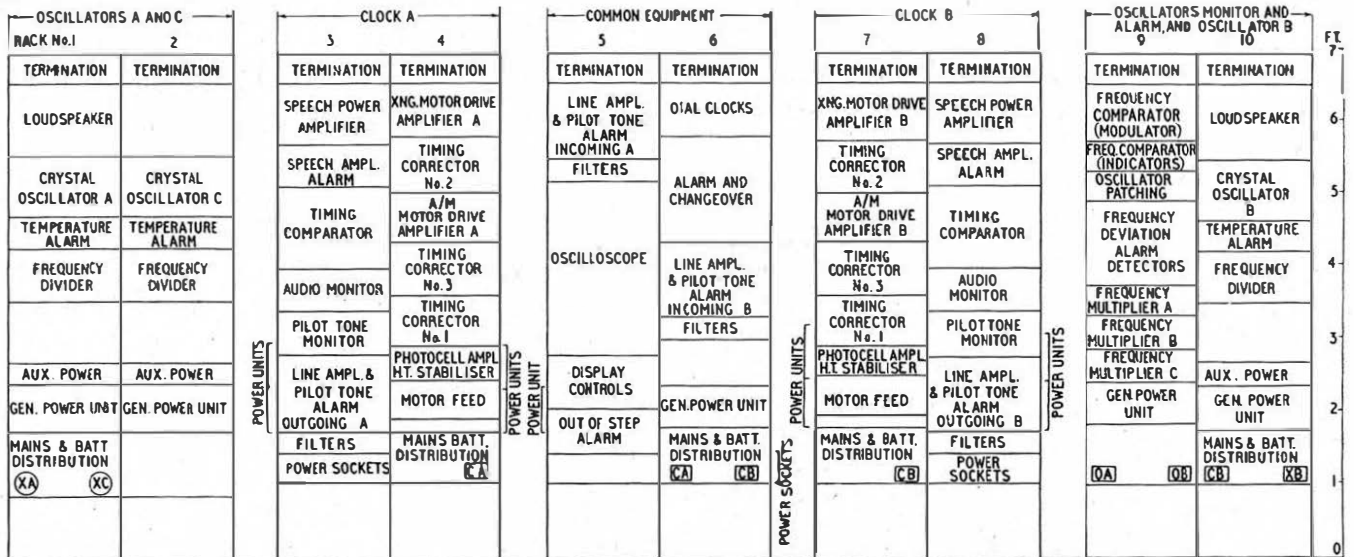 OSCILLATORS A AND C
RACK No.1
2
TERMINATION
TERMINATION
LOUDSPEAKER
CRYSTAL
OSCILLATOR A
CRYSTAL
OSCILLATOR C
TEMPERATURE
ALARM
TEMPERATURE
ALARM
FREQUENCY
DIVIDER
FREQUENCY
DIVIDER
AUX. POWER
AUX. POWER
GEN. POWER UNIT
GEN. POWER UNIT
MAINS & BATT
DISTRIBUTION
XA
XC
CLOCK A
3
4
TERMINATION
TERMINATION
SPEECH POWER
AMPLIFIER
SPEECH AMPL.
ALARM
TIMING
COMPARATOR
AUDIO MONITOR
PILOT TONE
MONITOR
LINE AMPL. &
PILOT TONE
ALARM
OUTGOING A
FILTERS
POWER SOCKETS
POWER UNITS
XNG. MOTOR DRIVE
AMPLIFIER A
TIMING
CORRECTOR
No.2
A/M
MOTOR DRIVE
AMPLIFIER A
TIMING
CORRECTOR
No.3
TIMING
CORRECTOR
No.1
PHOTOCELL AMPL
H.T. STABILISER
MOTOR FEED
MAINS BATT.
DISTRIBUTION
CA
POWER UNITS
COMMON EQUIPMENT
5
6
TERMINATION
TERMINATION
LINE AMPL.
& PILOT TONE
ALARM
INCOMING A
FILTERS
OSCILLOSCOPE
DISPLAY
CONTROLS
OUT OF STEP
ALARM
POWER UNIT
DIAL CLOCKS
ALARM AND
CHANGEOVER
LINE AMPL.
& PILOT TONE
ALARM
INCOMING B
FILTERS
GEN. POWER UNIT
MAINS & BATT.
DISTRIBUTION
CA
CB
POWER SOCKETS
CLOCK B
7
8
TERMINATION
TERMINATION
XNG. MOTOR DRIVE
AMPLIFIER B
TIMING
CORRECTOR
No.2
A/M
MOTOR DRIVE
AMPLIFIER B
TIMING
CORRECTOR
No.3
TIMING
CORRECTOR
No.1
PHOTOCELL AMPL
H.T. STABILISER
MOTOR FEED
MAINS & BATT.
DISTRIBUTION
CB
POWER UNITS
SPEECH POWER
AMPLIFIER
SPEECH AMPL.
ALARM
TIMING
COMPARATOR
AUDIO
MONITOR
PILOT TONE
MONITOR
LINE AMPL.
& PILOT TONE
ALARM
OUTGOING B
FILTERS
POWER
SOCKETS
POWER UNITS
OSCILLATORS MONITOR AND
ALARM, AND OSCILLATOR B
9
10
TERMINATION
TERMINATION
FREQUENCY
COMPARATOR
(MODULATOR)
FREQ. COMPARATOR
(INDICATORS)
OSCILLATOR
PATCHING
FREQUENCY
DEVIATION
ALARM
DETECTORS
FREQUENCY
MULTIPLIER A
FREQUENCY
MULTIPLIER B
FREQUENCY
MULTIPLIER C
GEN. POWER
UNIT
OA
OB
LOUDSPEAKER
CRYSTAL
OSCILLATOR
B
TEMPERATURE
ALARM
FREQUENCY
DIVIDER
AUX. POWER
GEN. POWER
UNIT
MAINS & BATT.
DISTRIBUTION
CB
XB
FT.
7
6
5
4
3
2
1
0